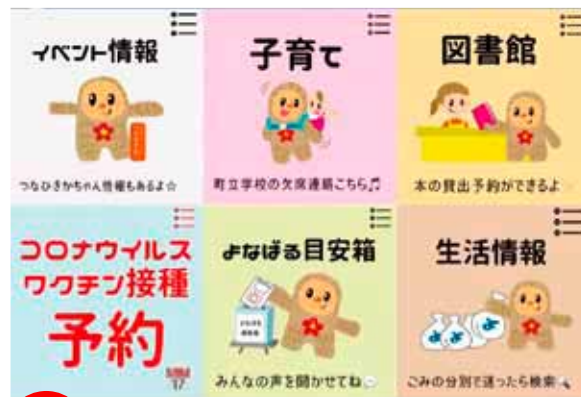 イベント情報
つなひきかちゃん情報もあるよ☆
子育て
町立学校の欠席連絡こちら♫
図書館
本の貸出予約ができるよ
コロナウイルス
ワクチン接種
予約
よなばる目安箱
みんなの声を聞かせてね
生活情報
よ
よ
よ
ごみの分別で迷ったら検索